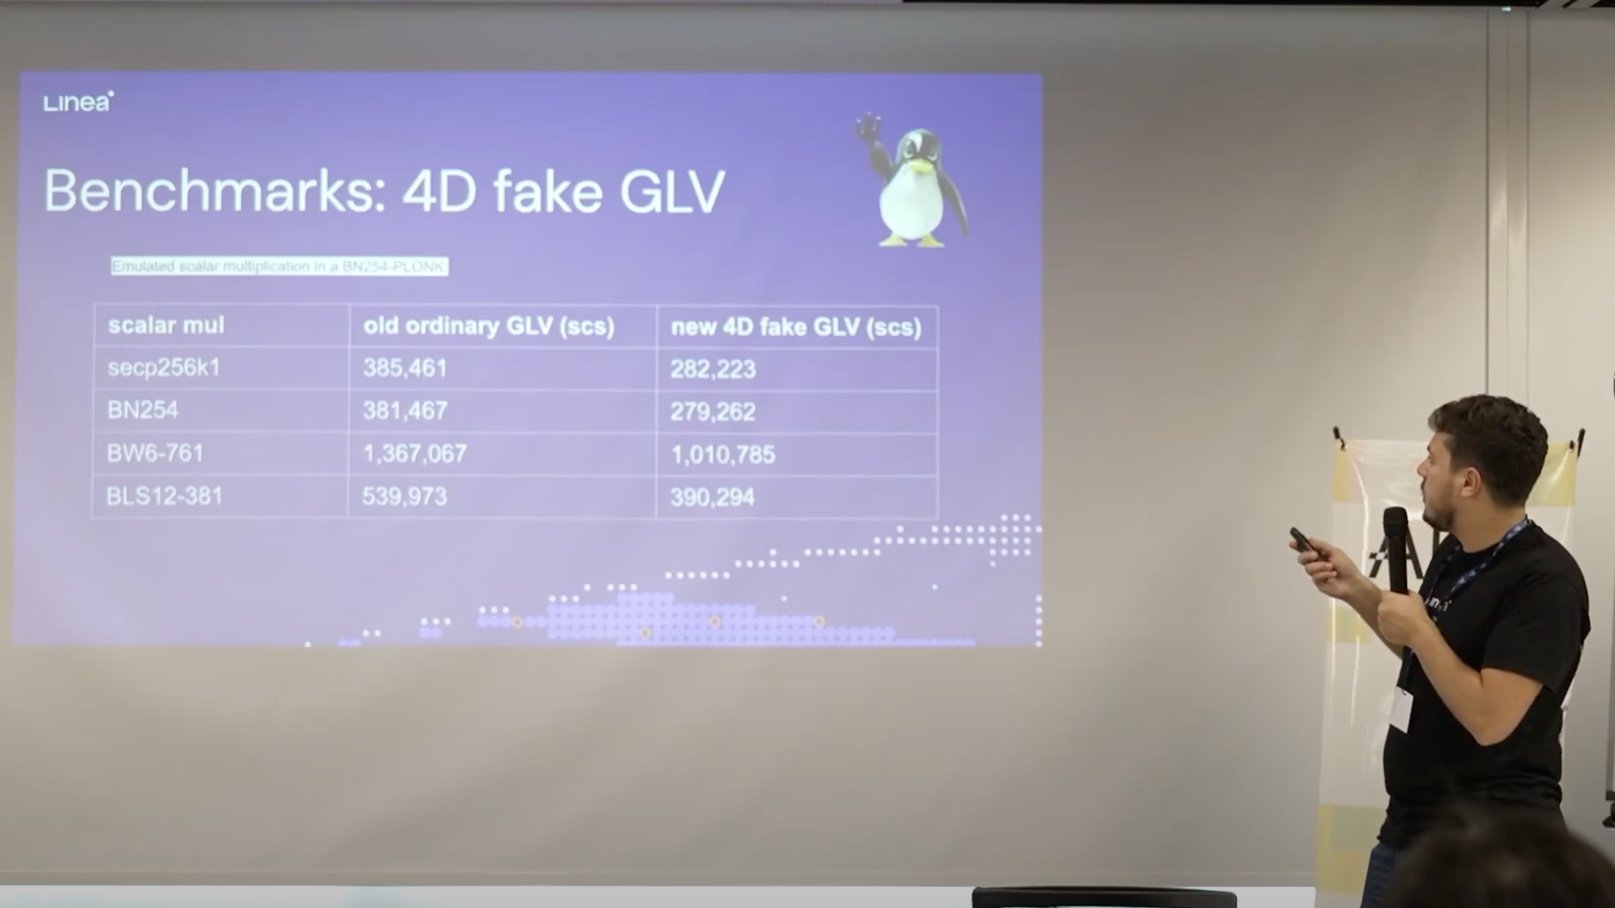 Linea
Benchmarks: 4D fake GLV
Emulated scalar multiplication in a BN254-PLONK
scalar mul old ordinary GLV (scs) new 4D fake GLV (scs)
secp256k1 385,461 282,223
BN254 381,467 279,262
BW6-761 1,367,067 1,010,785
BLS12-381 539,973 390,294